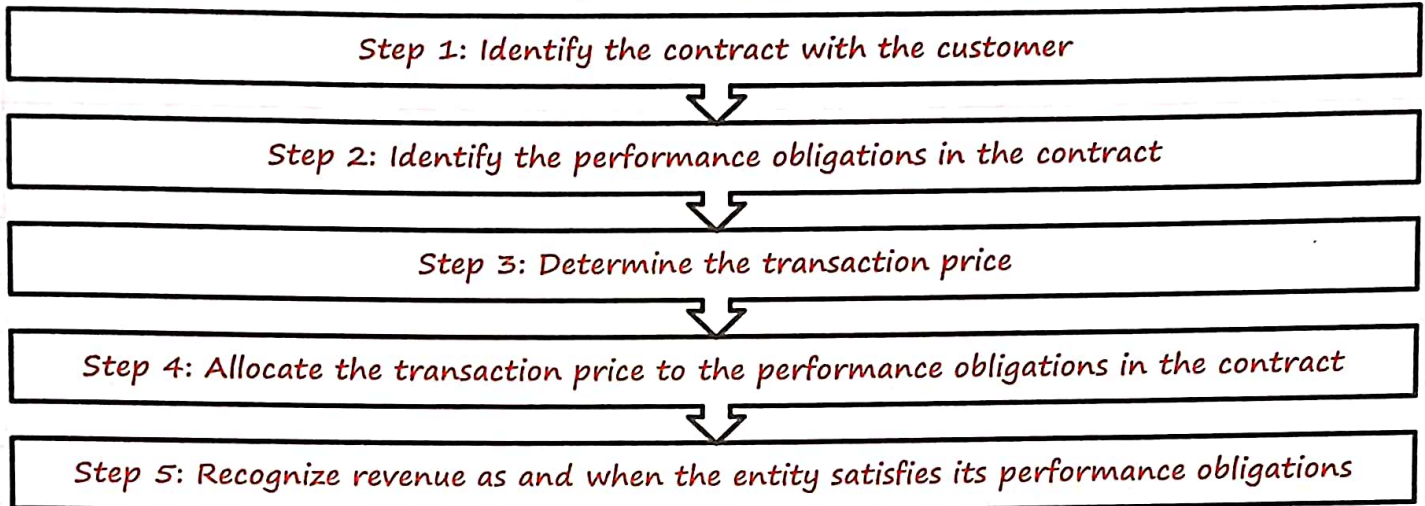 Step 1: Identify the contract with the customer
Step 2: Identify the performance obligations in the contract
Step 3: Determine the transaction price
Step 4: Allocate the transaction price to the performance obligations in the contract
Step 5: Recognize revenue as and when the entity satisfies its performance obligations